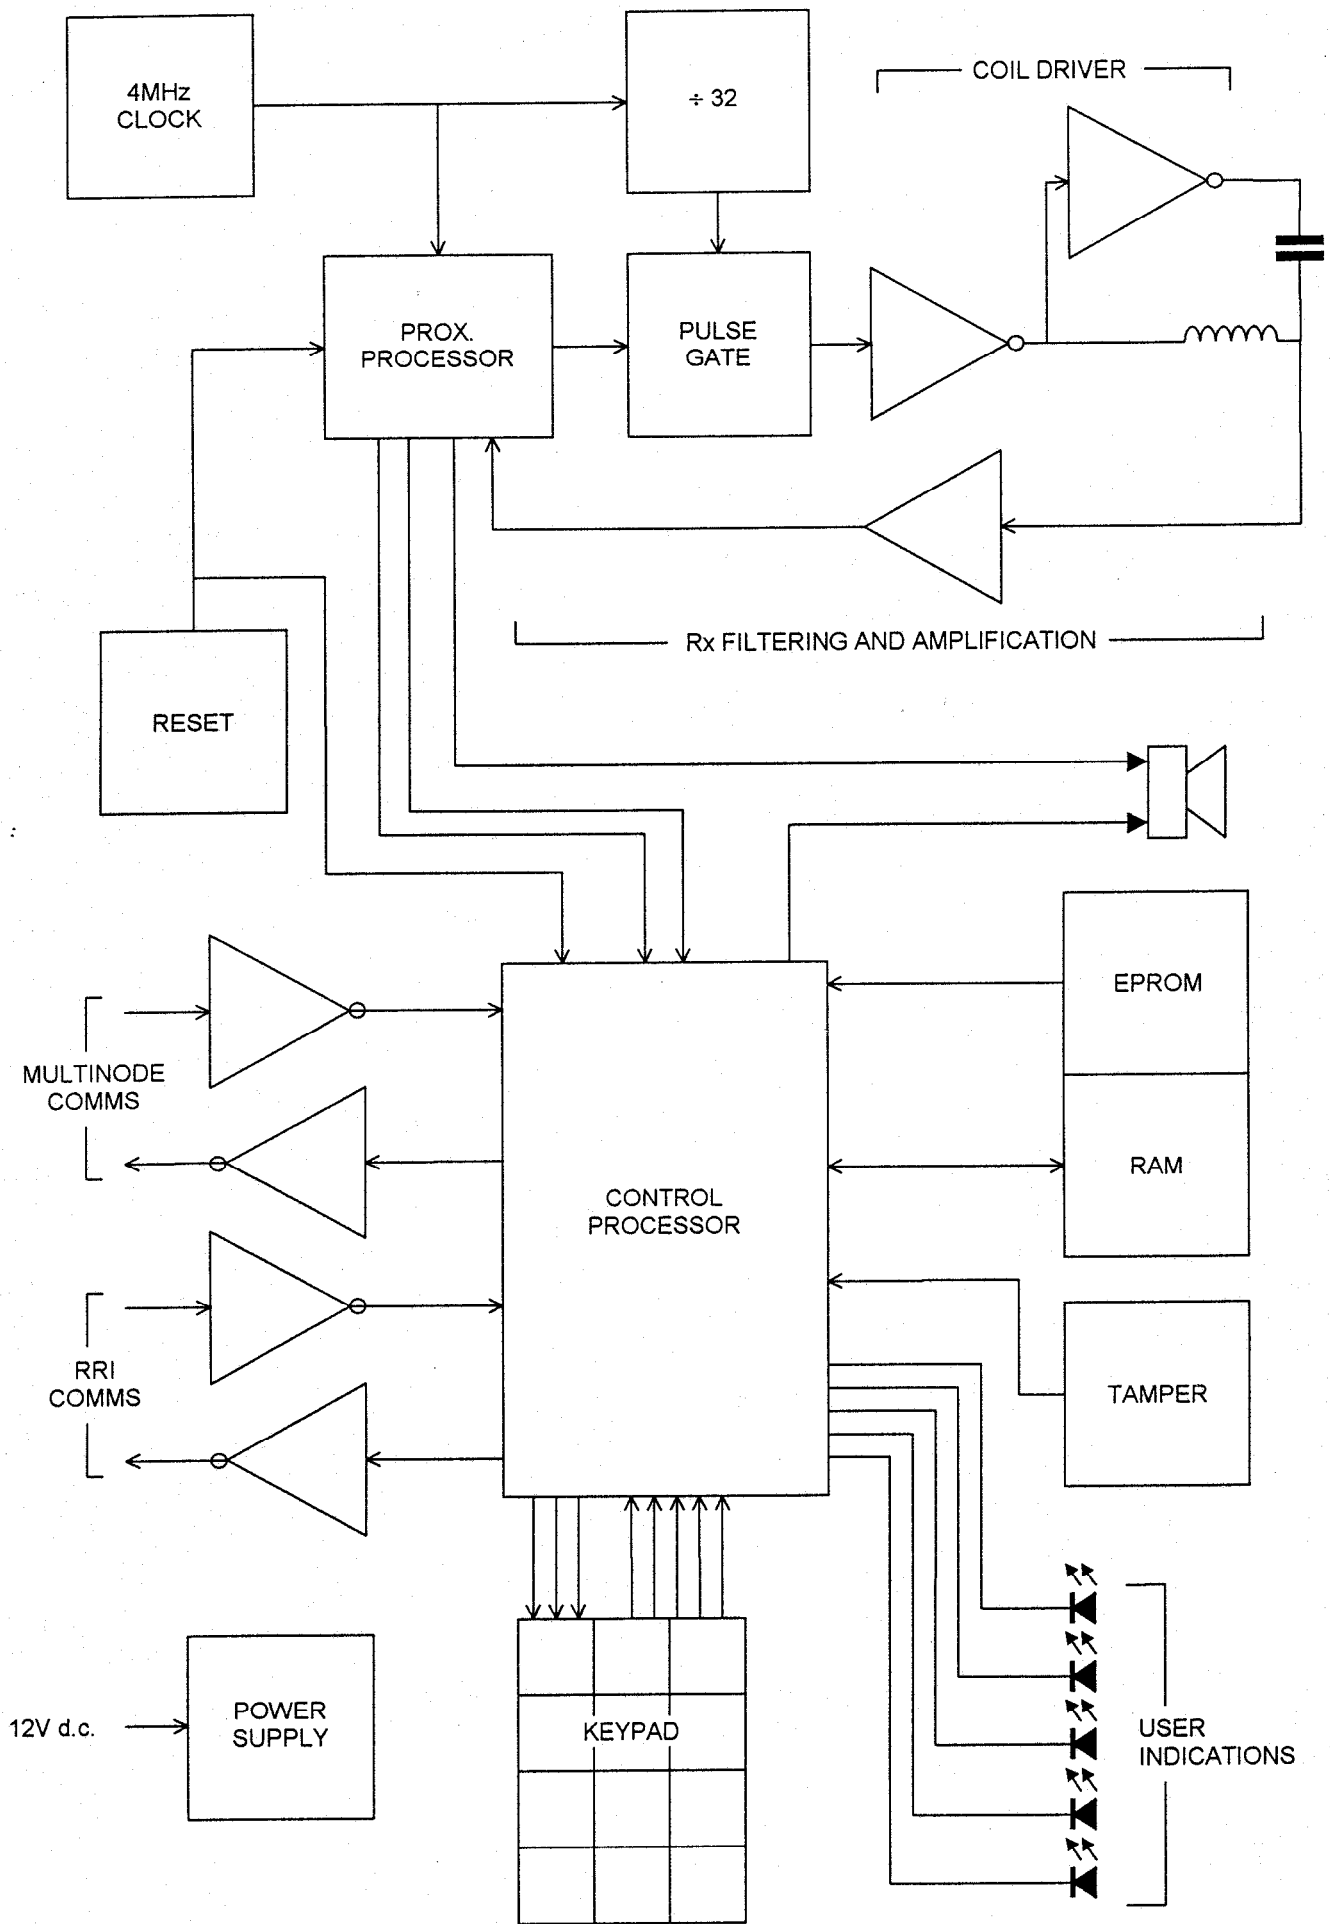 4MHz
CLOCK
÷ 32
COIL DRIVER
PROX.
PROCESSOR
PULSE
GATE
Rx FILTERING AND AMPLIFICATION
RESET
EPROM
MULTINODE
COMMS
RAM
CONTROL
PROCESSOR
RRI
COMMS
TAMPER
12V d.c.
POWER
SUPPLY
KEYPAD
USER
INDICATIONS